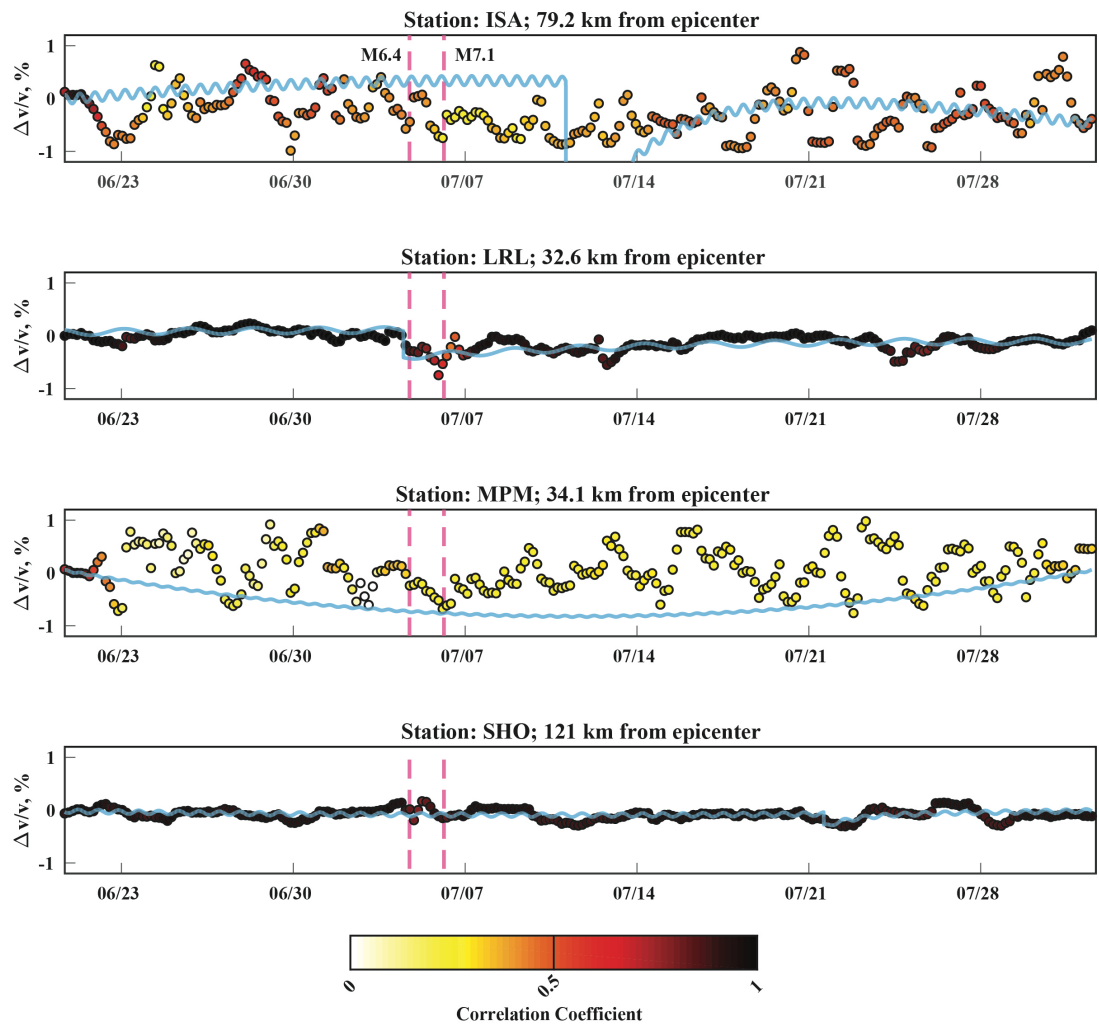 Station: ISA; 79.2 km from epicenter
M6.4 M7.1
Δv/v, %
1
0
-1
06/23 06/30 07/07 07/14 07/21 07/28
Station: LRL; 32.6 km from epicenter
Δv/v, %
1
0
-1
06/23 06/30 07/07 07/14 07/21 07/28
Station: MPM; 34.1 km from epicenter
Δv/v, %
1
0
-1
06/23 06/30 07/07 07/14 07/21 07/28
Station: SHO; 121 km from epicenter
Δv/v, %
1
0
-1
06/23 06/30 07/07 07/14 07/21 07/28
0 0.5 1
Correlation Coefficient